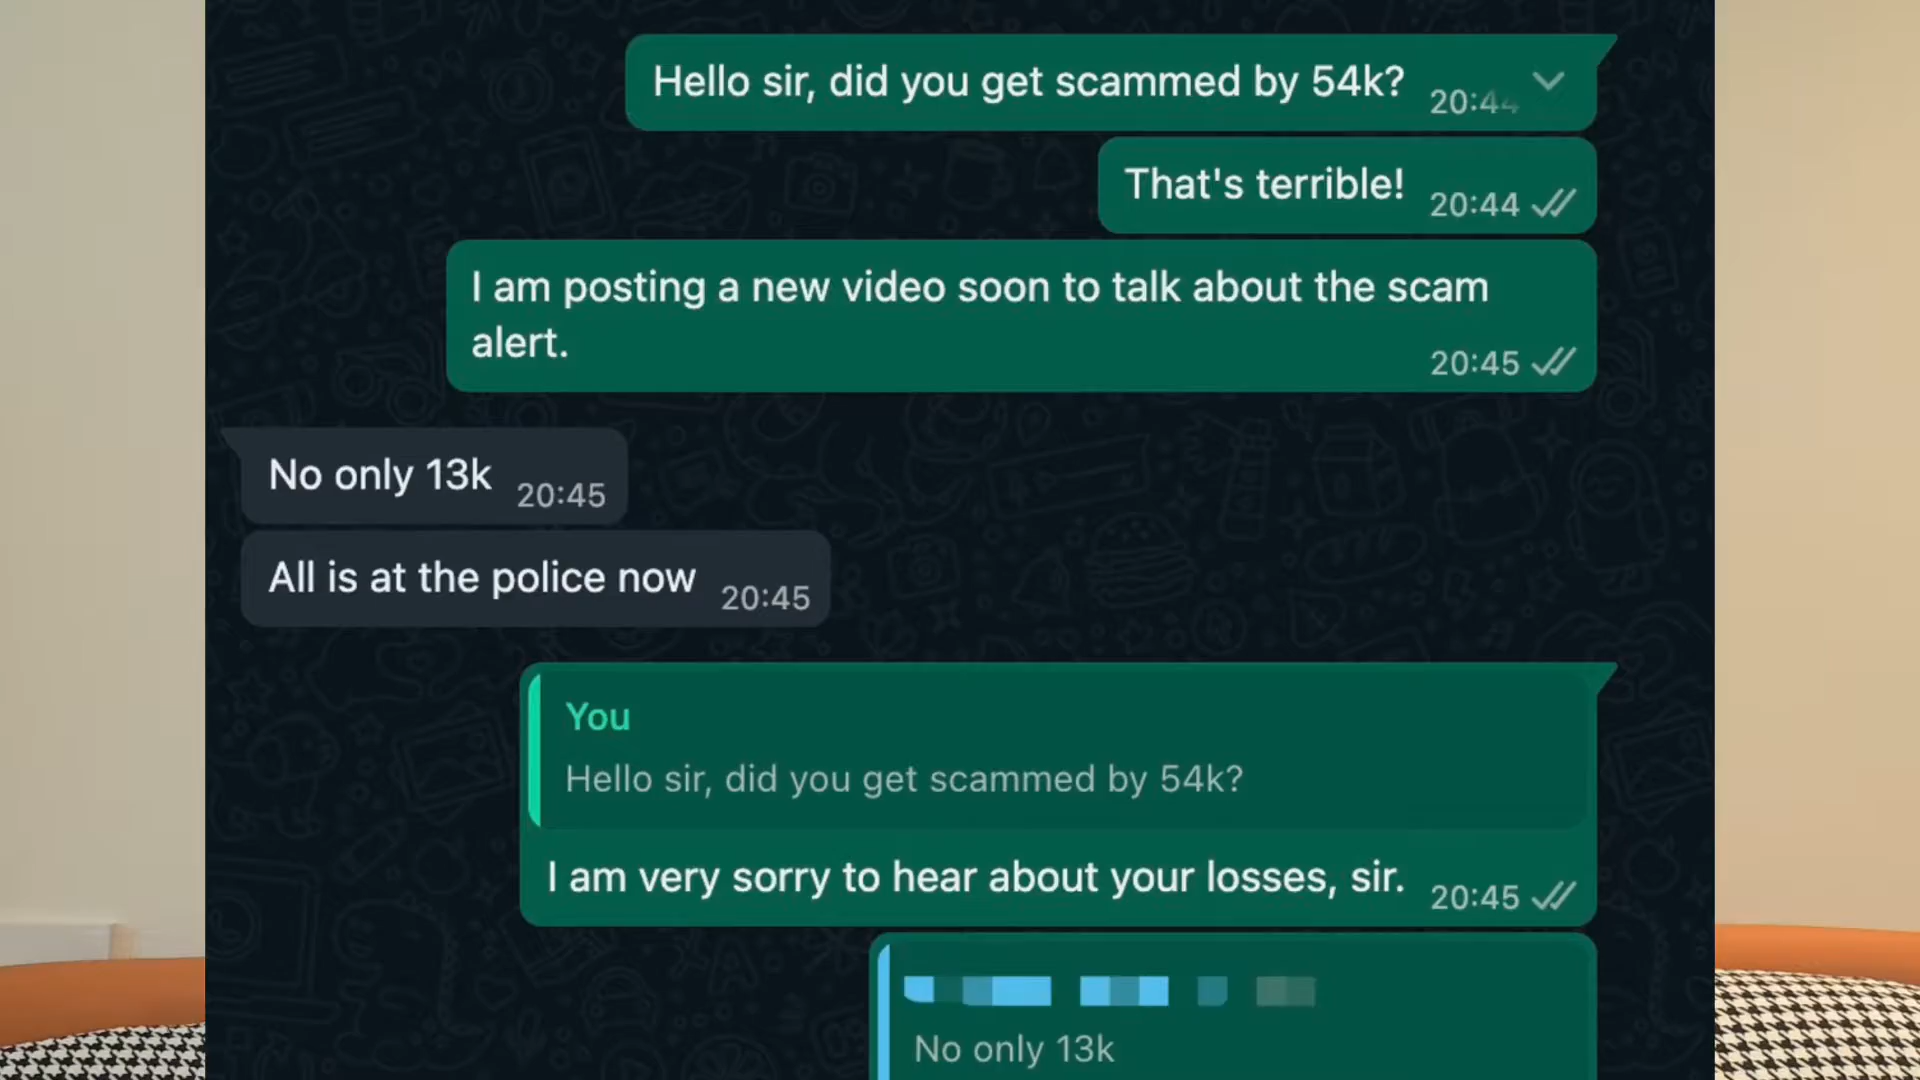 Hello sir, did you get scammed by 54k?
20:44
That's terrible!
20:44
I am posting a new video soon to talk about the scam
alert.
20:45
No only 13k
20:45
All is at the police now
20:45
You
Hello sir, did you get scammed by 54k?
I am very sorry to hear about your losses, sir.
20:45
No only 13k